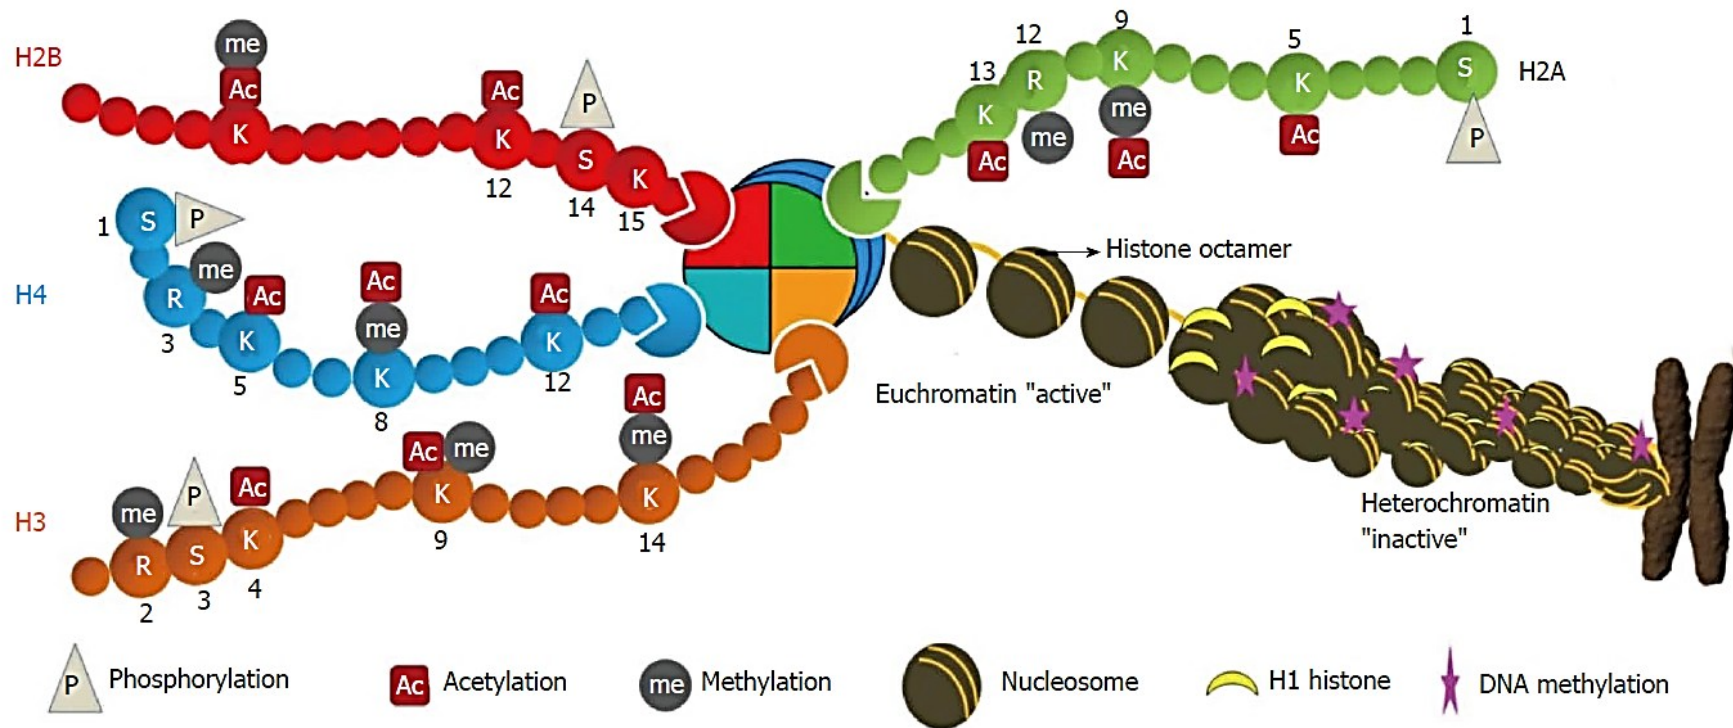 H2B
me
Ac
K
Ac
K
12
P
S
14
K
15
1
S
P
H4
me
R
3
Ac
K
5
Ac
me
K
8
Ac
K
12
H3
me
R
2
P
S
3
Ac
K
4
Ac me
K
9
Ac
me
K
14
13
K
Ac
12
R
me
9
K
me
Ac
5
K
Ac
1
S
P
H2A
Histone octamer
Euchromatin "active"
Heterochromatin
"inactive"
P Phosphorylation
Ac Acetylation
me Methylation
Nucleosome
H1 histone
DNA methylation